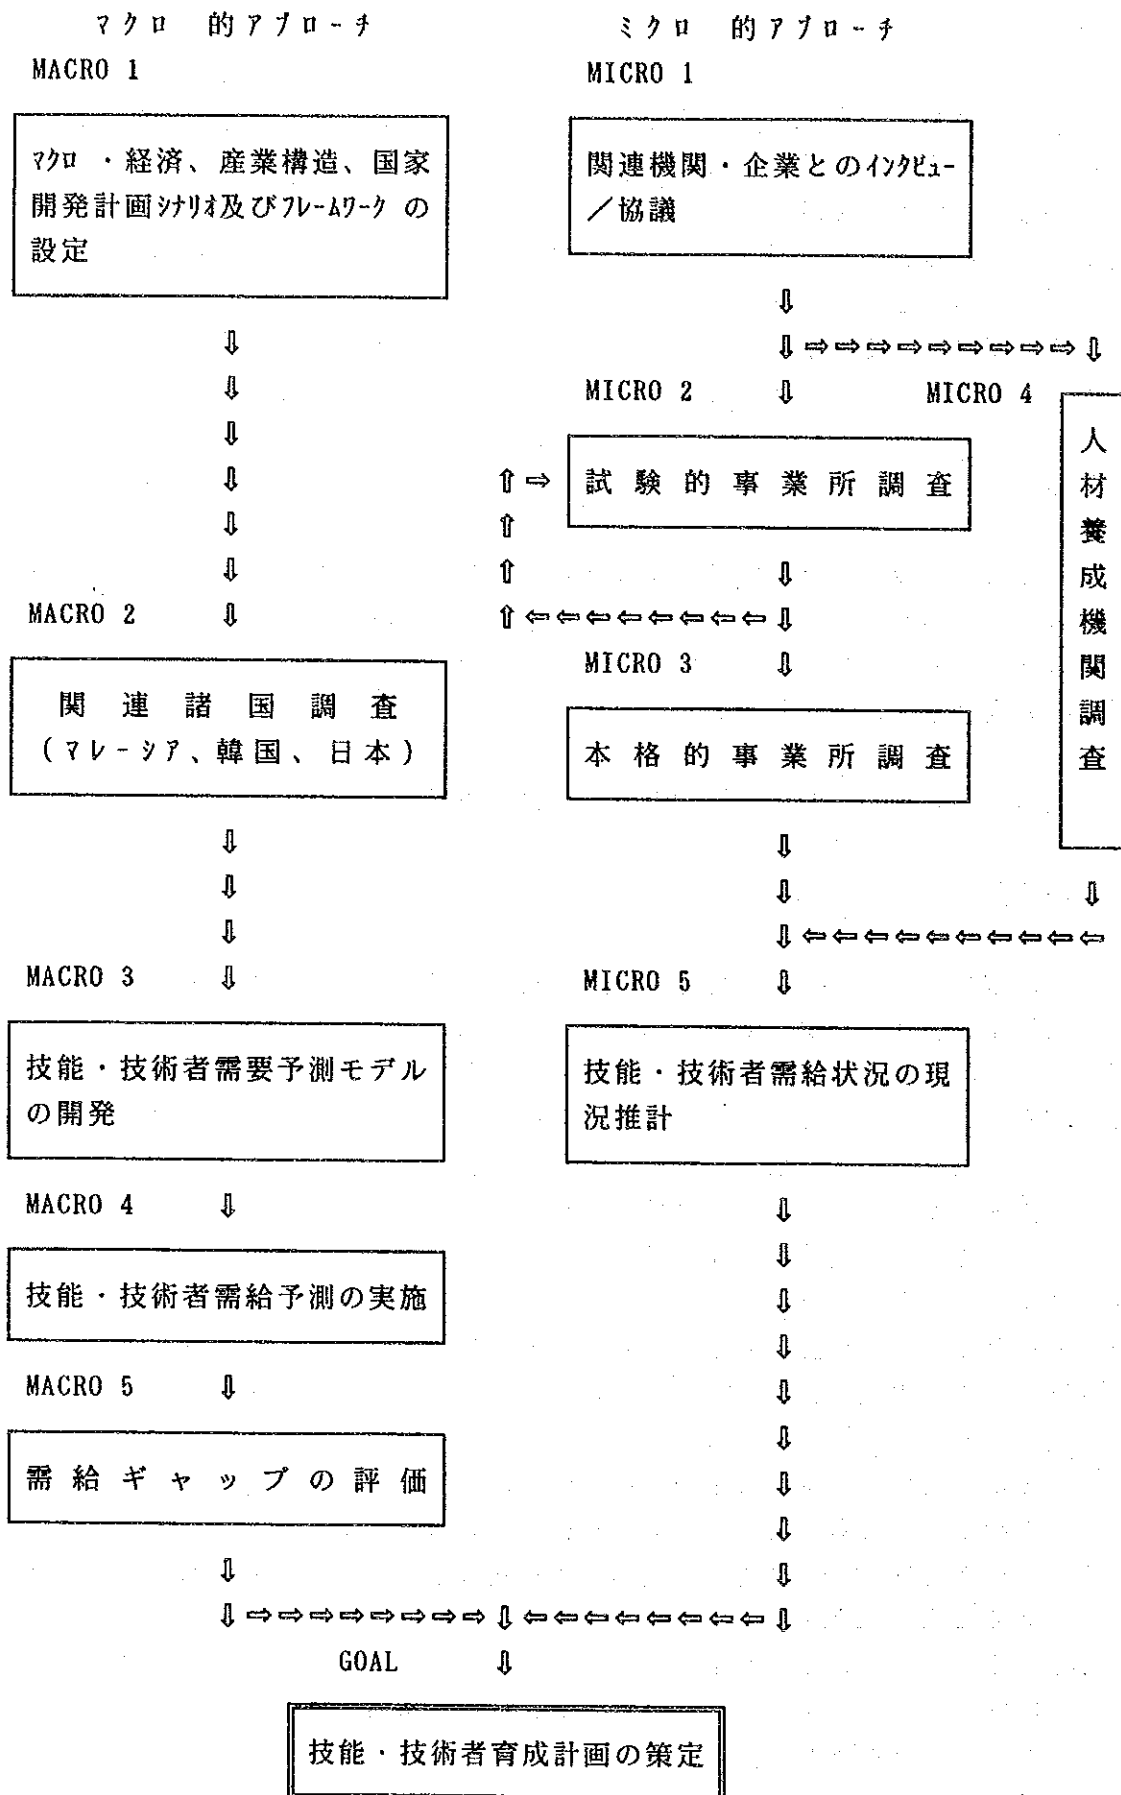 マクロ 的アプローチ
MACRO 1
マクロ ・経済、産業構造、国家
開発計画シナリオ及びフレームワーク の
設定
⇓
⇓
⇓
⇓
⇓
⇓
MACRO 2 ⇓
関連諸国調査
(マレーシア、韓国、日本)
⇓
⇓
⇓
MACRO 3 ⇓
技能・技術者需要予測モデル
の開発
MACRO 4 ⇓
技能・技術者需給予測の実施
MACRO 5 ⇓
需給ギャップの評価
⇓
ミクロ 的アプローチ
MICRO 1
関連機関・企業とのインタビュー
/協議
⇓
⇓⇨⇨⇨⇨⇨⇨⇨⇨⇨⇓
MICRO 2 ⇓ MICRO 4
⇑⇨ 試験的事業所調査
⇑
⇑ ⇓
⇑⇦⇦⇦⇦⇦⇦⇦⇦⇓
MICRO 3 ⇓
本格的事業所調査
人材養成機関調査
⇓
⇓ ⇓
⇓⇦⇦⇦⇦⇦⇦⇦⇦⇦⇦
MICRO 5 ⇓
技能・技術者需給状況の現
況推計
⇓
⇓
⇓
⇓
⇓
⇓
⇓
⇓
⇓
⇓⇨⇨⇨⇨⇨⇨⇨⇨⇓⇦⇦⇦⇦⇦⇦⇦⇦⇓
GOAL ⇓
技能・技術者育成計画の策定